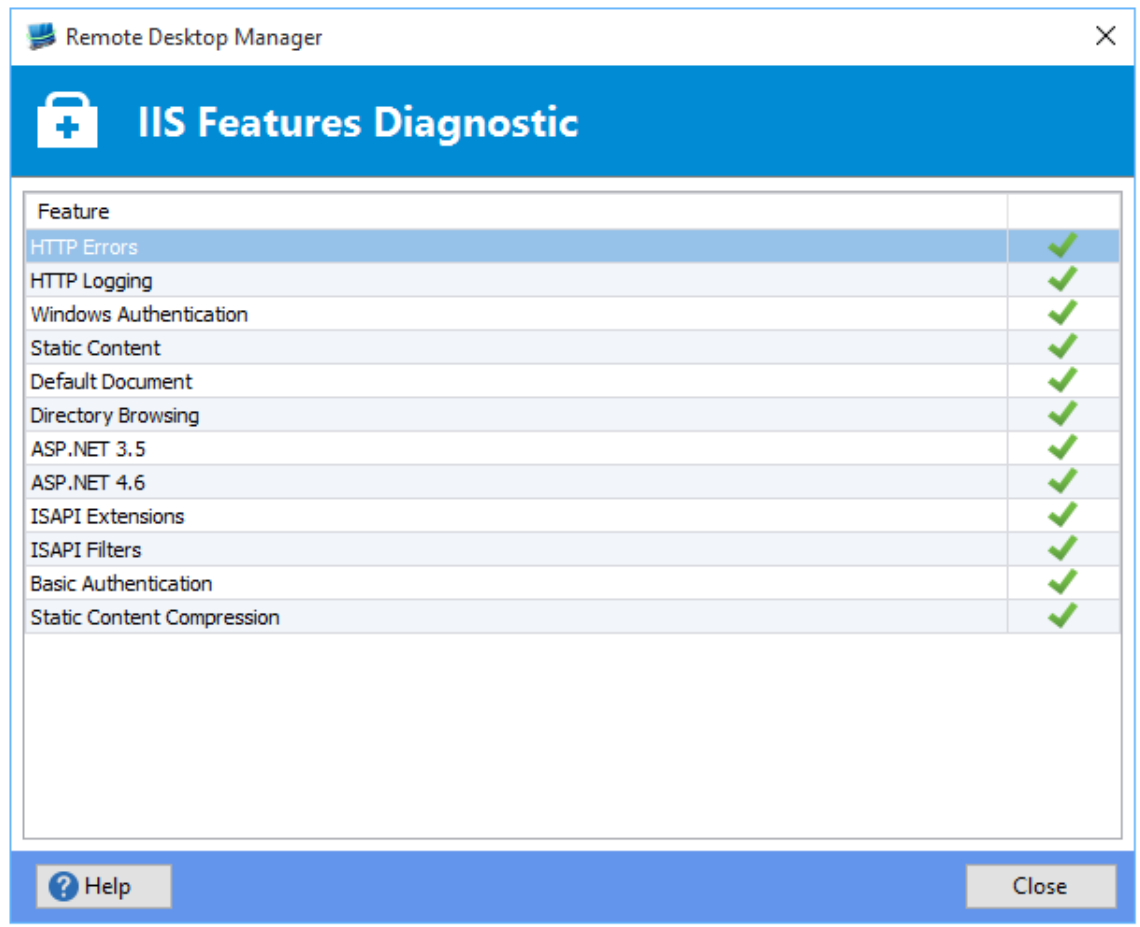 Remote Desktop Manager
IIS Features Diagnostic
Feature
HTTP Errors
HTTP Logging
Windows Authentication
Static Content
Default Document
Directory Browsing
ASP.NET 3.5
ASP.NET 4.6
ISAPI Extensions
ISAPI Filters
Basic Authentication
Static Content Compression
Help
Close